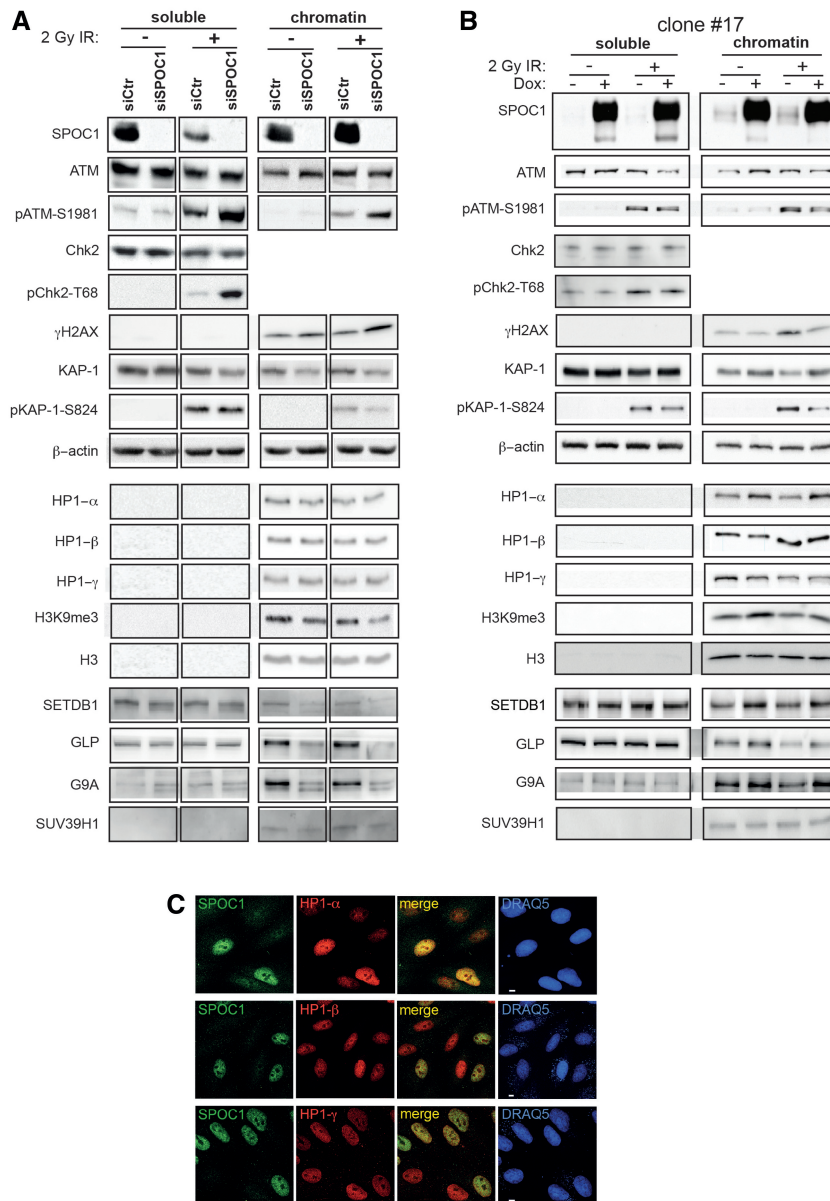 A
soluble
chromatin
2 Gy IR:
-
+
-
+
siCtr
siSPOC1
siCtr
siSPOC1
siCtr
siSPOC1
siCtr
siSPOC1
SPOC1
ATM
pATM-S1981
Chk2
pChk2-T68
γH2AX
KAP-1
pKAP-1-S824
β-actin
HP1-α
HP1-β
HP1-γ
H3K9me3
H3
SETDB1
GLP
G9A
SUV39H1
B
clone #17
soluble
chromatin
2 Gy IR:
-
+
-
+
Dox:
-
+
-
+
-
+
-
+
SPOC1
ATM
pATM-S1981
Chk2
pChk2-T68
γH2AX
KAP-1
pKAP-1-S824
β-actin
HP1-α
HP1-β
HP1-γ
H3K9me3
H3
SETDB1
GLP
G9A
SUV39H1
C
SPOC1
HP1-α
merge
DRAQ5
SPOC1
HP1-β
merge
DRAQ5
SPOC1
HP1-γ
merge
DRAQ5